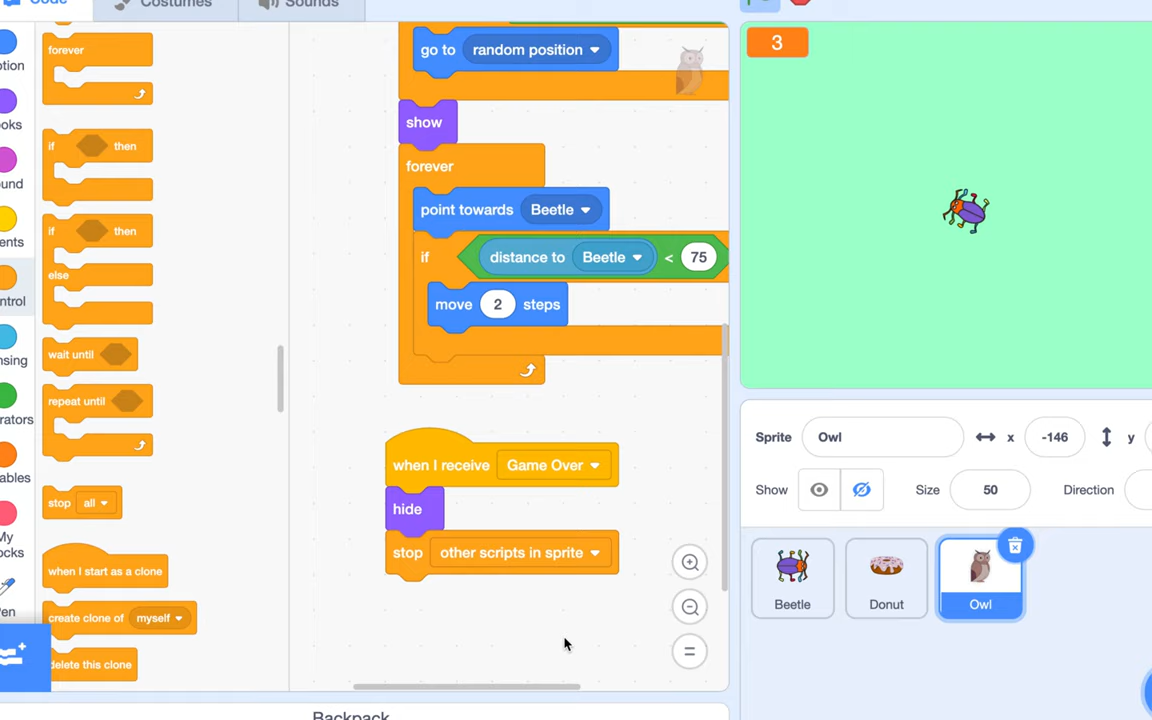 Code
Costumes
Sounds
forever
if then
if then
else
wait until
repeat until
stop all
when I start as a clone
create clone of myself
delete this clone
otion
ooks
ound
ents
ontrol
nsing
erators
ables
My
ocks
Pen
go to random position
show
forever
point towards Beetle
if distance to Beetle < 75
move 2 steps
when I receive Game Over
hide
stop other scripts in sprite
=
Backpack
3
Sprite Owl x -146 y
Show Size 50 Direction
Beetle Donut Owl